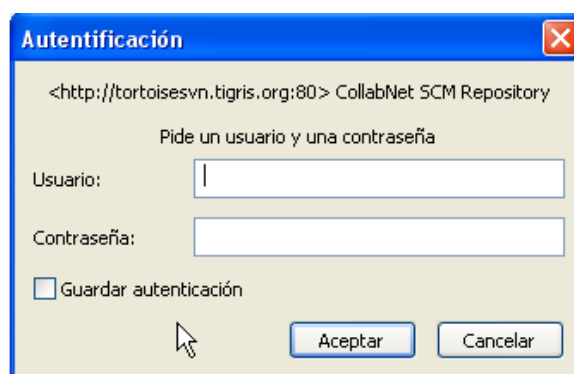 Autentificación
<http://tortoisesvn.tigris.org:80> CollabNet SCM Repository
Pide un usuario y una contraseña
Usuario:
Contraseña:
Guardar autenticación
Aceptar Cancelar